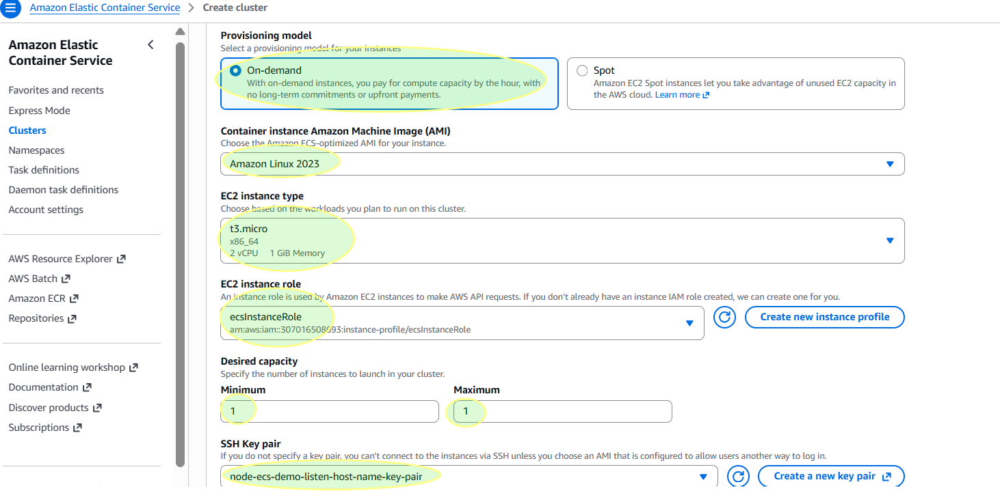 Amazon Elastic Container Service > Create cluster
Amazon Elastic
Container Service
Favorites and recents
Express Mode
Clusters
Namespaces
Task definitions
Daemon task definitions
Account settings
AWS Resource Explorer
AWS Batch
Amazon ECR
Repositories
Online learning workshop
Documentation
Discover products
Subscriptions
Provisioning model
Select a provisioning model for your instances
On-demand
With on-demand instances, you pay for compute capacity by the hour, with
no long-term commitments or upfront payments.
Spot
Amazon EC2 Spot instances let you take advantage of unused EC2 capacity in
the AWS cloud. Learn more
Container instance Amazon Machine Image (AMI)
Choose the Amazon ECS-optimized AMI for your instance.
Amazon Linux 2023
EC2 instance type
Choose based on the workloads you plan to run on this cluster.
t3.micro
x86_64
2 vCPU 1 GiB Memory
EC2 instance role
An instance role is used by Amazon EC2 instances to make AWS API requests. If you don't already have an instance IAM role created, we can create one for you.
ecsInstanceRole
arn:aws:iam::307016508693:instance-profile/ecsInstanceRole
Create new instance profile
Desired capacity
Specify the number of instances to launch in your cluster.
Minimum
1
Maximum
1
SSH Key pair
If you do not specify a key pair, you can't connect to the instances via SSH unless you choose an AMI that is configured to allow users another way to log in.
node-ecs-demo-listen-host-name-key-pair
Create a new key pair